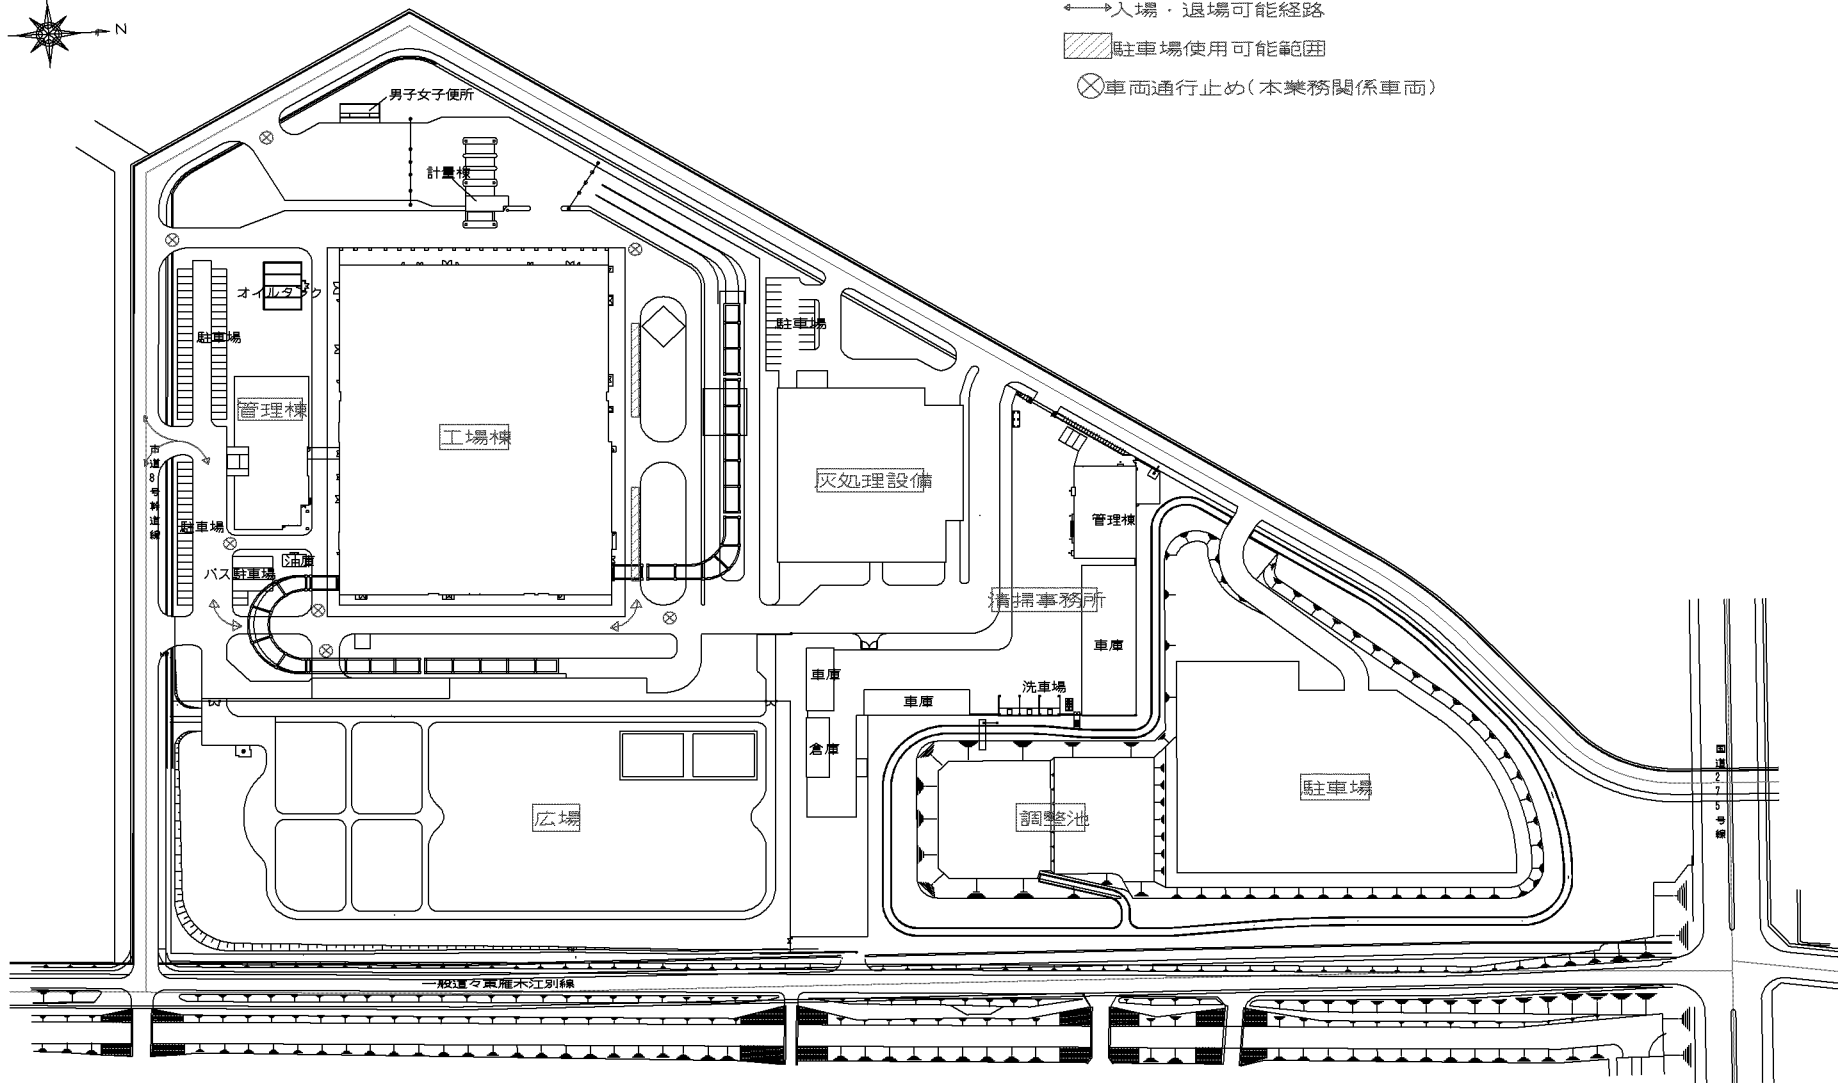 入場・退場可能経路
N
駐車場使用可能範囲
車両通行止め(本業務関係車両)
男子女子便所
計量棟
オイルタンク
駐車場
駐車場
管理棟
工場棟
市道8号幹道線
灰処理設備
駐車場
管理棟
油庫
バス駐車場
清掃事務所
車庫
車庫
洗車場
車庫
倉庫
国道275号線
駐車場
広場
調整池
一般道々東雁木江別線